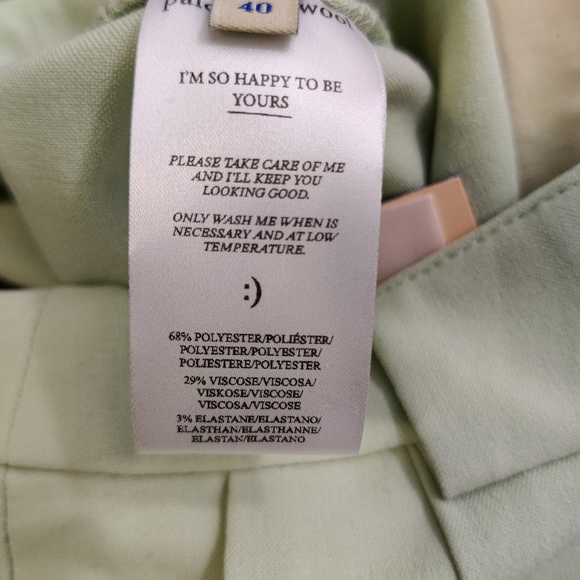 40
I'M SO HAPPY TO BE
YOURS
PLEASE TAKE CARE OF ME
AND I'LL KEEP YOU
LOOKING GOOD.
ONLY WASH ME WHEN IS
NECESSARY AND AT LOW
TEMPERATURE.
:)
68% POLYESTER/POLIÉSTER/
POLYESTER/POLYESTER/
POLIESTERE/POLYESTER
29% VISCOSE/VISCOSA/
VISKOSE/VISCOSE/
VISCOSA/VISCOSE
3% ELASTANE/ELASTANO/
ELASTHAN/ELASTHANNE/
ELASTAN/ELASTANO